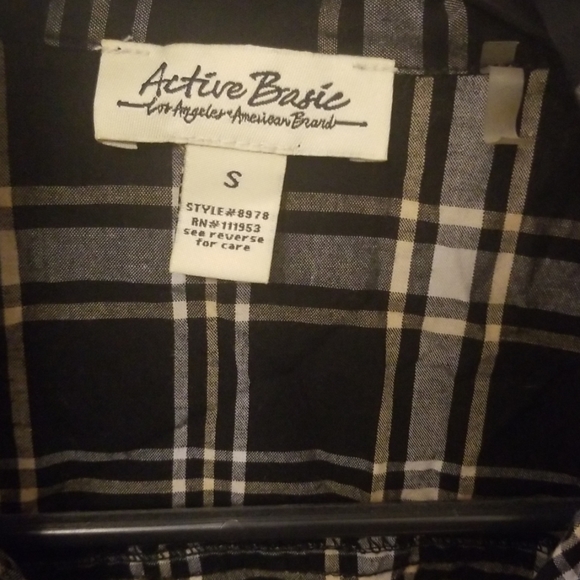 Active Basic
Los Angeles American Brand
S
STYLE#8978
RN#111953
see reverse
for care